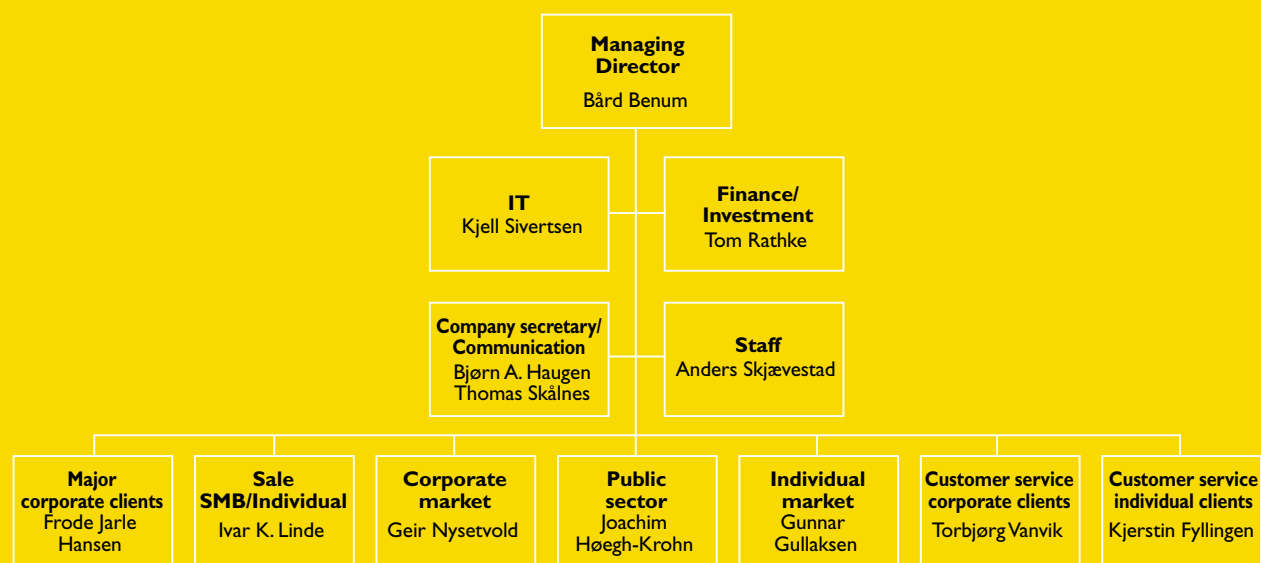 Managing
Director
Bård Benum
IT
Kjell Sivertsen
Finance/
Investment
Tom Rathke
Company secretary/
Communication
Bjørn A. Haugen
Thomas Skålnes
Staff
Anders Skjævestad
Major
corporate clients
Frode Jarle
Hansen
Sale
SMB/Individual
Ivar K. Linde
Corporate
market
Geir Nysetvold
Public
sector
Joachim
Høegh-Krohn
Individual
market
Gunnar
Gullaksen
Customer service
corporate clients
Torbjørg Vanvik
Customer service
individual clients
Kjerstin Fyllingen